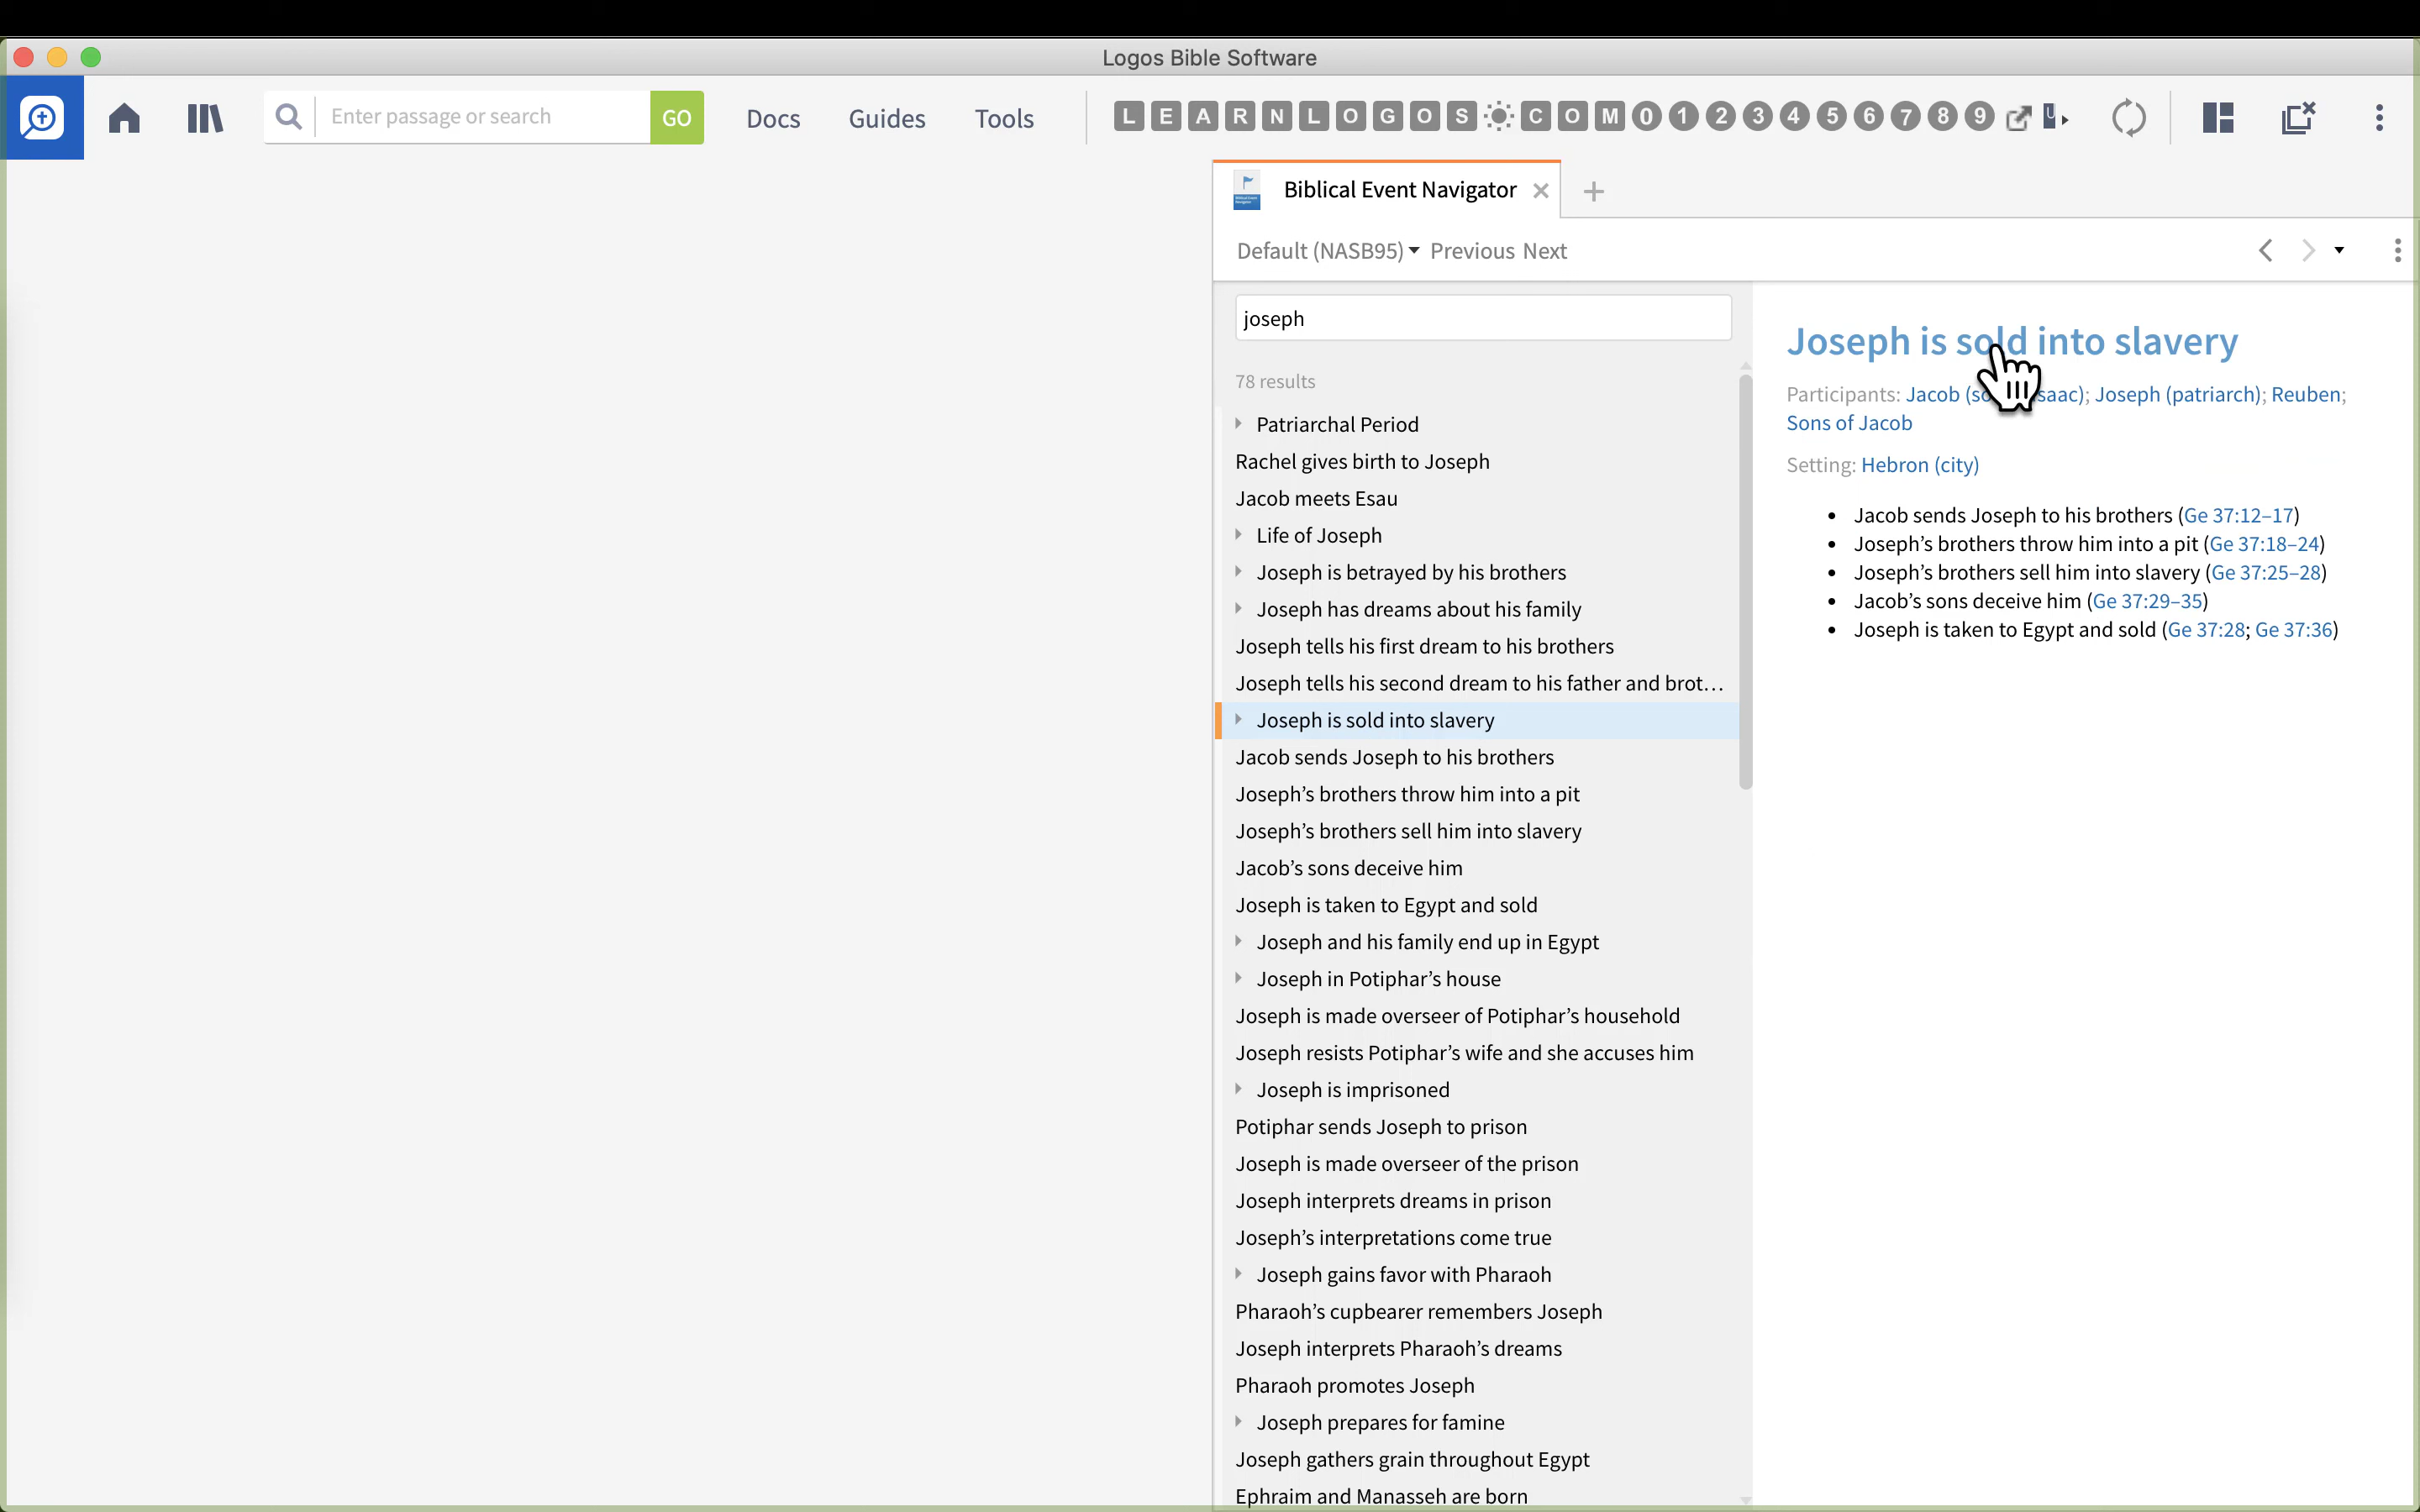 Logos Bible Software
Enter passage or search GO Docs Guides Tools L E A R N L O G O S C O M 0 1 2 3 4 5 6 7 8 9
Biblical Event Navigator
Default (NASB95) Previous Next
joseph
78 results
Patriarchal Period
Rachel gives birth to Joseph
Jacob meets Esau
Life of Joseph
Joseph is betrayed by his brothers
Joseph has dreams about his family
Joseph tells his first dream to his brothers
Joseph tells his second dream to his father and brot…
Joseph is sold into slavery
Jacob sends Joseph to his brothers
Joseph’s brothers throw him into a pit
Joseph’s brothers sell him into slavery
Jacob’s sons deceive him
Joseph is taken to Egypt and sold
Joseph and his family end up in Egypt
Joseph in Potiphar’s house
Joseph is made overseer of Potiphar’s household
Joseph resists Potiphar’s wife and she accuses him
Joseph is imprisoned
Potiphar sends Joseph to prison
Joseph is made overseer of the prison
Joseph interprets dreams in prison
Joseph’s interpretations come true
Joseph gains favor with Pharaoh
Pharaoh’s cupbearer remembers Joseph
Joseph interprets Pharaoh’s dreams
Pharaoh promotes Joseph
Joseph prepares for famine
Joseph gathers grain throughout Egypt
Ephraim and Manasseh are born
Joseph is sold into slavery
Participants: Jacob ; Joseph (patriarch); Reuben;
Sons of Jacob
Setting: Hebron (city)
• Jacob sends Joseph to his brothers (Ge 37:12–17)
• Joseph’s brothers throw him into a pit (Ge 37:18–24)
• Joseph’s brothers sell him into slavery (Ge 37:25–28)
• Jacob’s sons deceive him (Ge 37:29–35)
• Joseph is taken to Egypt and sold (Ge 37:28; Ge 37:36)